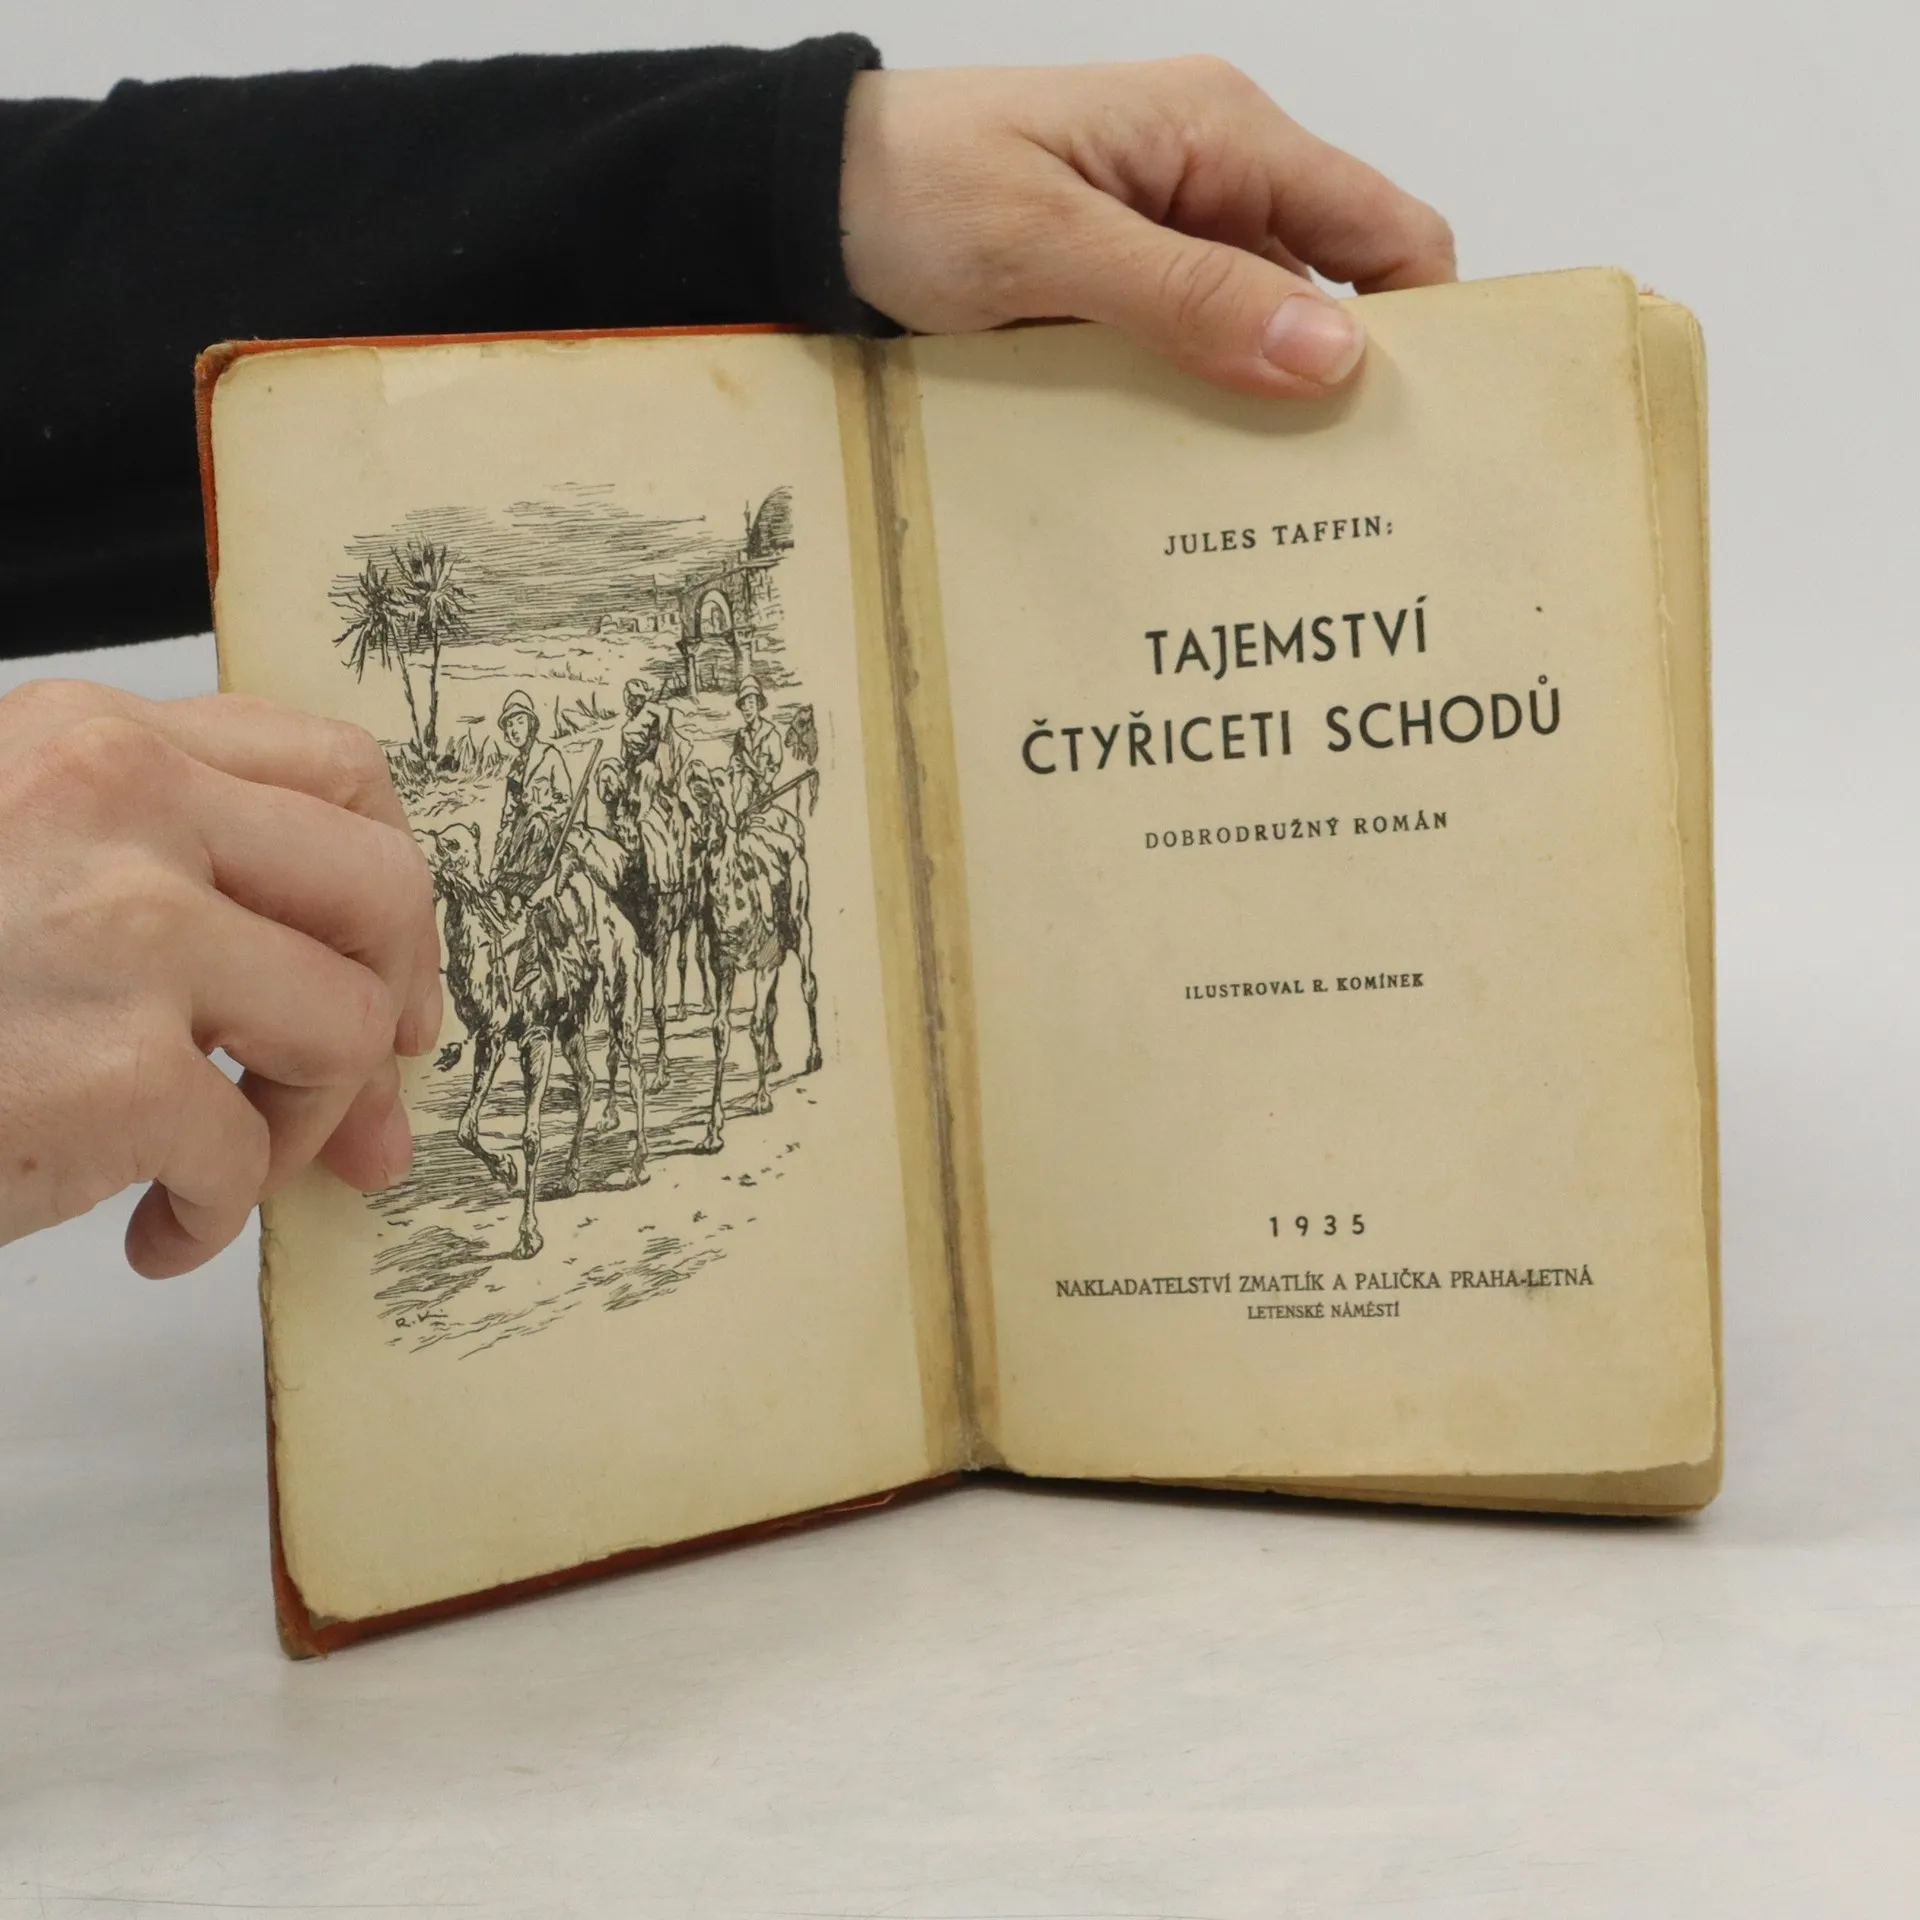 R.K.
JULES TAFFIN:
TAJEMSTVÍ
ČTYŘICETI SCHODŮ
DOBRODRUŽNÝ ROMÁN
ILUSTROVAL R. KOMÍNEK
1935
NAKLADATELSTVÍ ZMATLÍK A PALIČKA PRAHA-LETNÁ
LETENSKÉ NÁMĚSTÍ